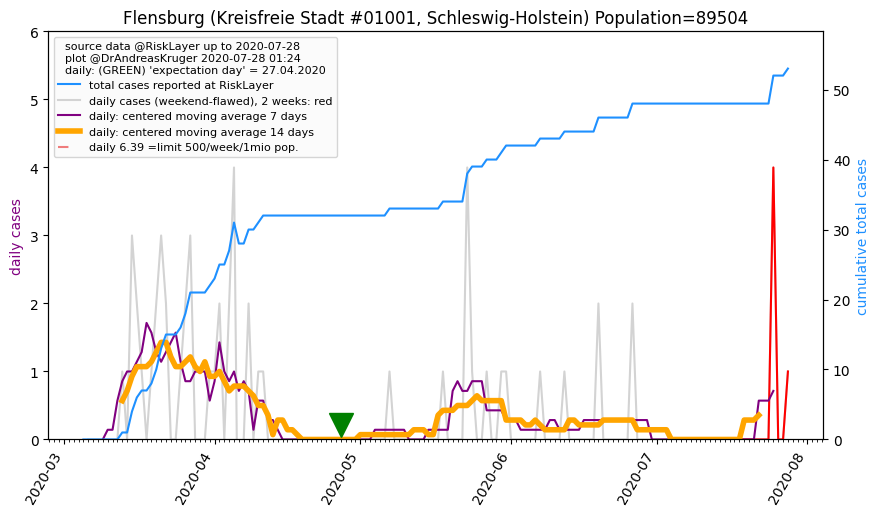 Flensburg (Kreisfreie Stadt #01001, Schleswig-Holstein) Population=89504
source data @RiskLayer up to 2020-07-28
plot @DrAndreasKruger 2020-07-28 01:24
daily: (GREEN) 'expectation day' = 27.04.2020
total cases reported at RiskLayer
daily cases (weekend-flawed), 2 weeks: red
daily: centered moving average 7 days
daily: centered moving average 14 days
daily 6.39 =limit 500/week/1mio pop.
daily cases
6
5
4
3
2
1
0
cumulative total cases
50
40
30
20
10
0
2020-03
2020-04
2020-05
2020-06
2020-07
2020-08